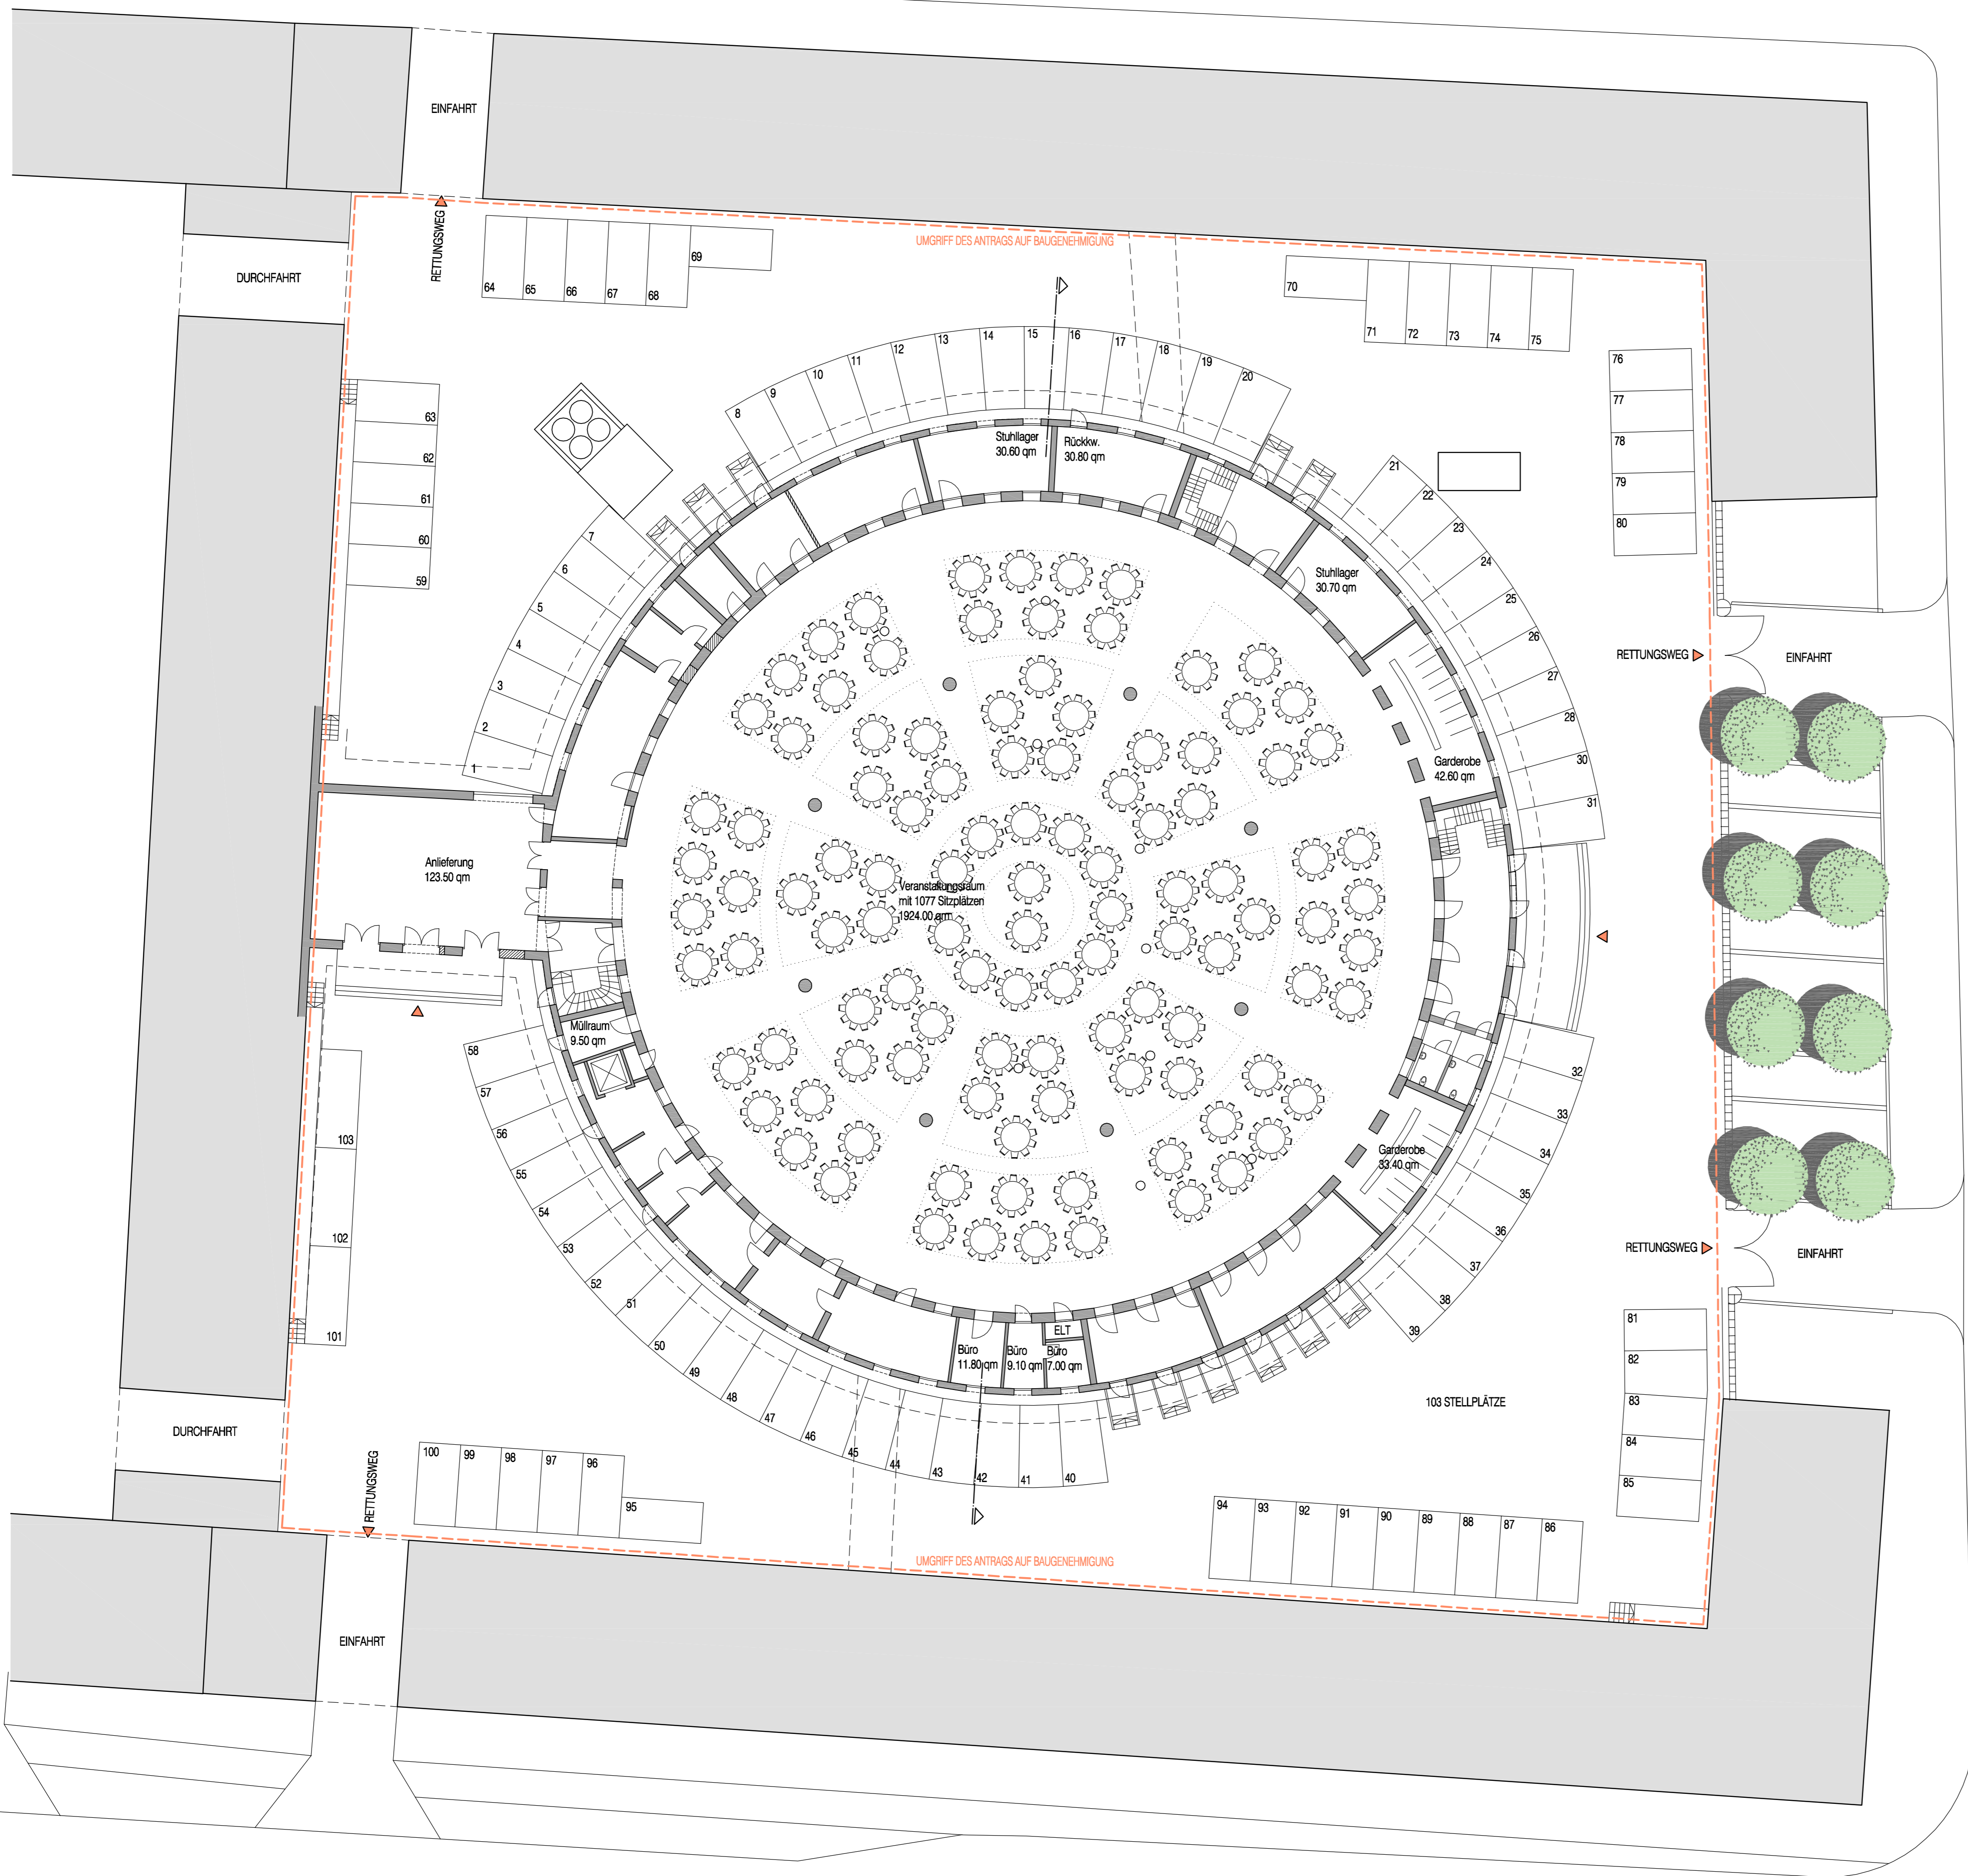 EINFAHRT
RETTUNGSWEG
UMGRIFF DES ANTRAGS AUF BAUGENEHMIGUNG
DURCHFAHRT
64
65
66
67
68
69
70
71
72
73
74
75
76
77
78
79
80
63
62
61
60
59
8
9
10
11
12
13
14
15
16
17
18
19
20
Stuhllager
30.60 qm
Rückkw.
30.80 qm
21
22
23
24
25
26
27
28
30
31
7
6
5
4
3
2
1
Stuhllager
30.70 qm
RETTUNGSWEG
EINFAHRT
Garderobe
42.60 qm
Anlieferung
123.50 qm
Veranstaltungsraum
mit 1077 Sitzplätzen
1924.00 qm
Müllraum
9.50 qm
58
57
56
55
54
53
52
51
50
49
48
47
46
45
44
43
42
41
40
32
33
34
35
36
37
38
39
Garderobe
33.40 qm
103
102
101
RETTUNGSWEG
EINFAHRT
ELT
Büro
11.80 qm
Büro
9.10 qm
Büro
7.00 qm
81
82
83
84
85
103 STELLPLÄTZE
DURCHFAHRT
RETTUNGSWEG
100
99
98
97
96
95
94
93
92
91
90
89
88
87
86
UMGRIFF DES ANTRAGS AUF BAUGENEHMIGUNG
EINFAHRT